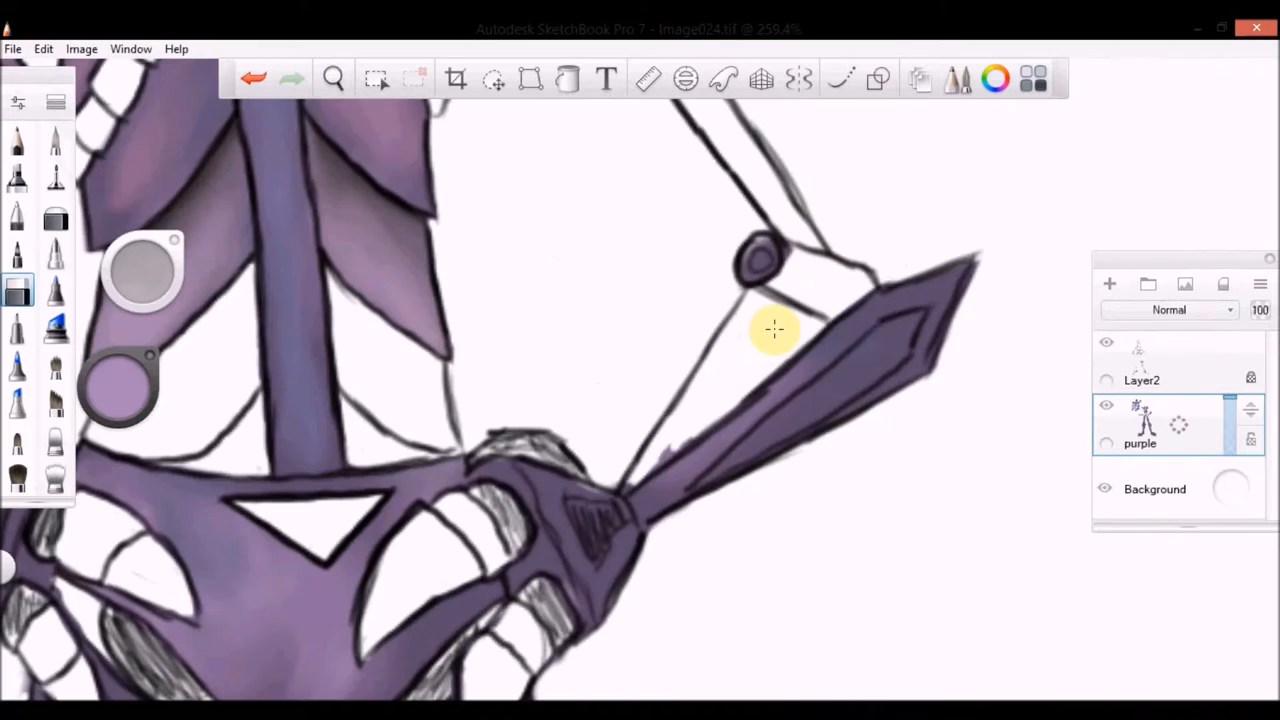 Autodesk SketchBook Pro 7 - Image024.tif @ 259.4%
File Edit Image Window Help
Normal 100
Layer2
purple
Background